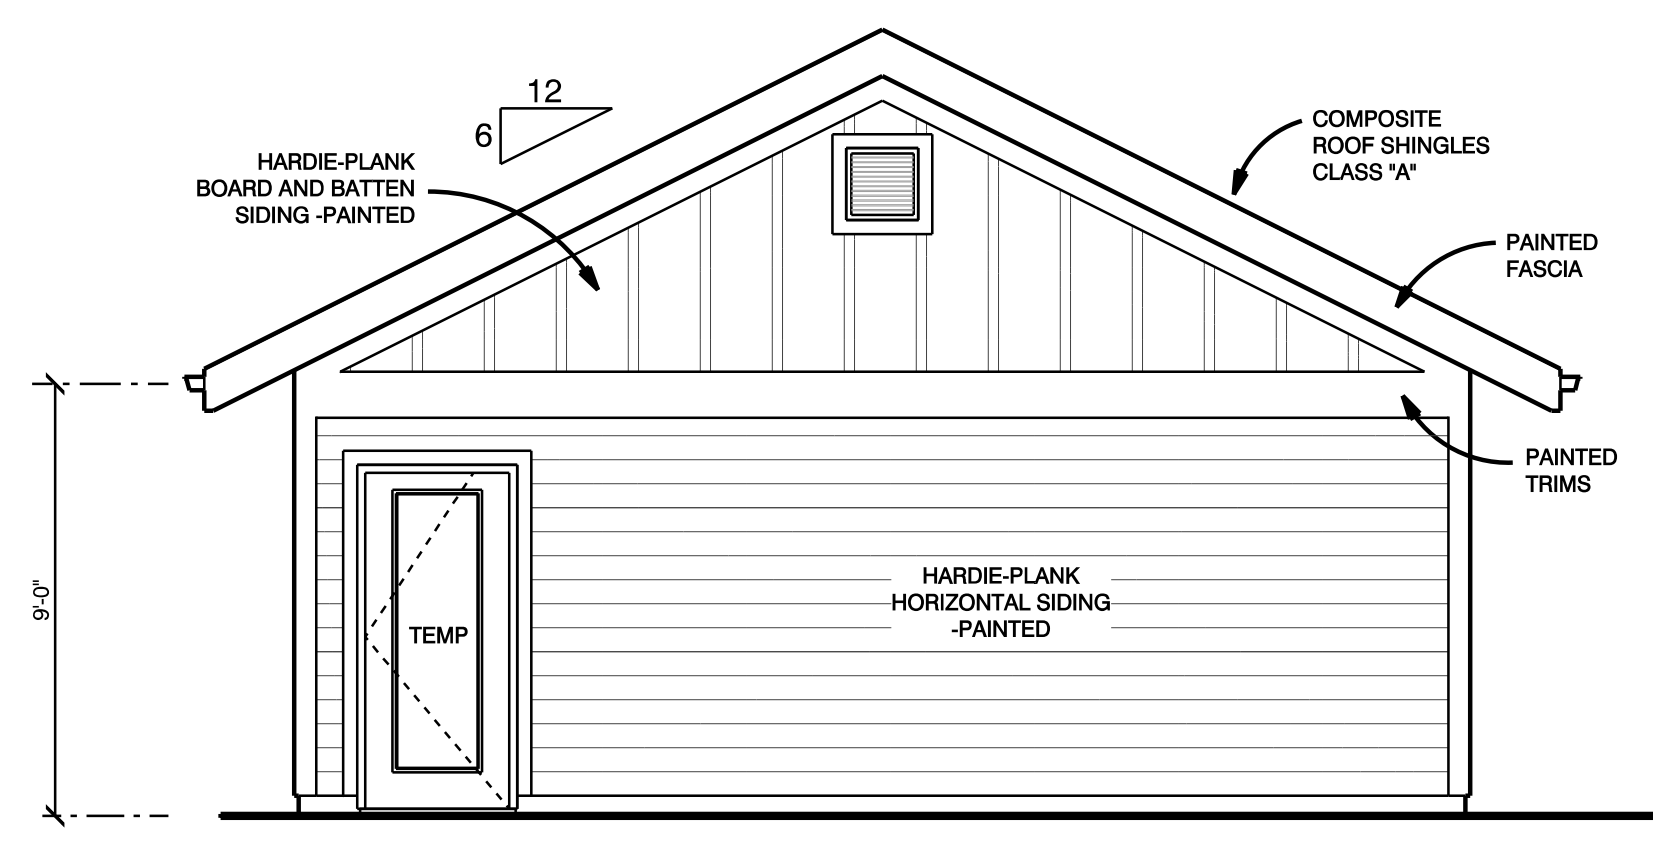 12
6
HARDIE-PLANK
BOARD AND BATTEN
SIDING -PAINTED
COMPOSITE
ROOF SHINGLES
CLASS "A"
PAINTED
FASCIA
PAINTED
TRIMS
9'-0"
HARDIE-PLANK
HORIZONTAL SIDING
-PAINTED
TEMP